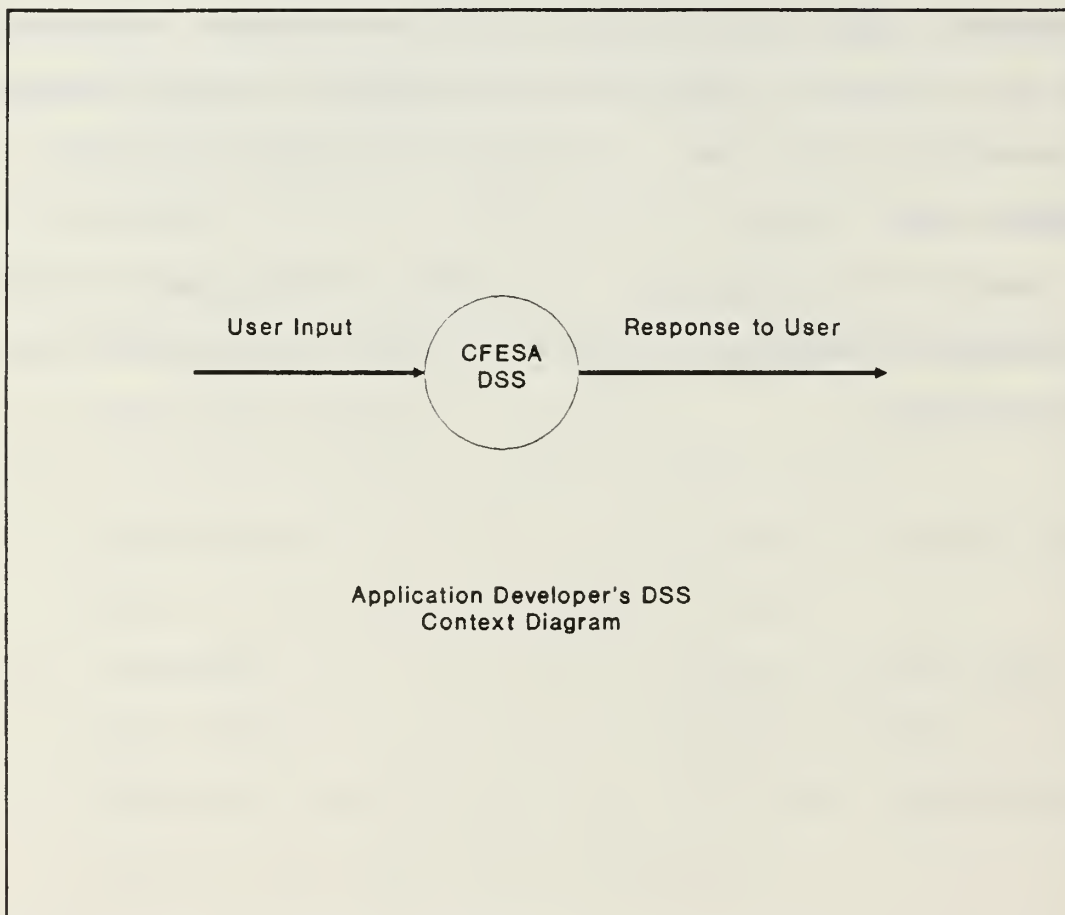 User Input
CFESA
DSS
Response to User
Application Developer's DSS
Context Diagram